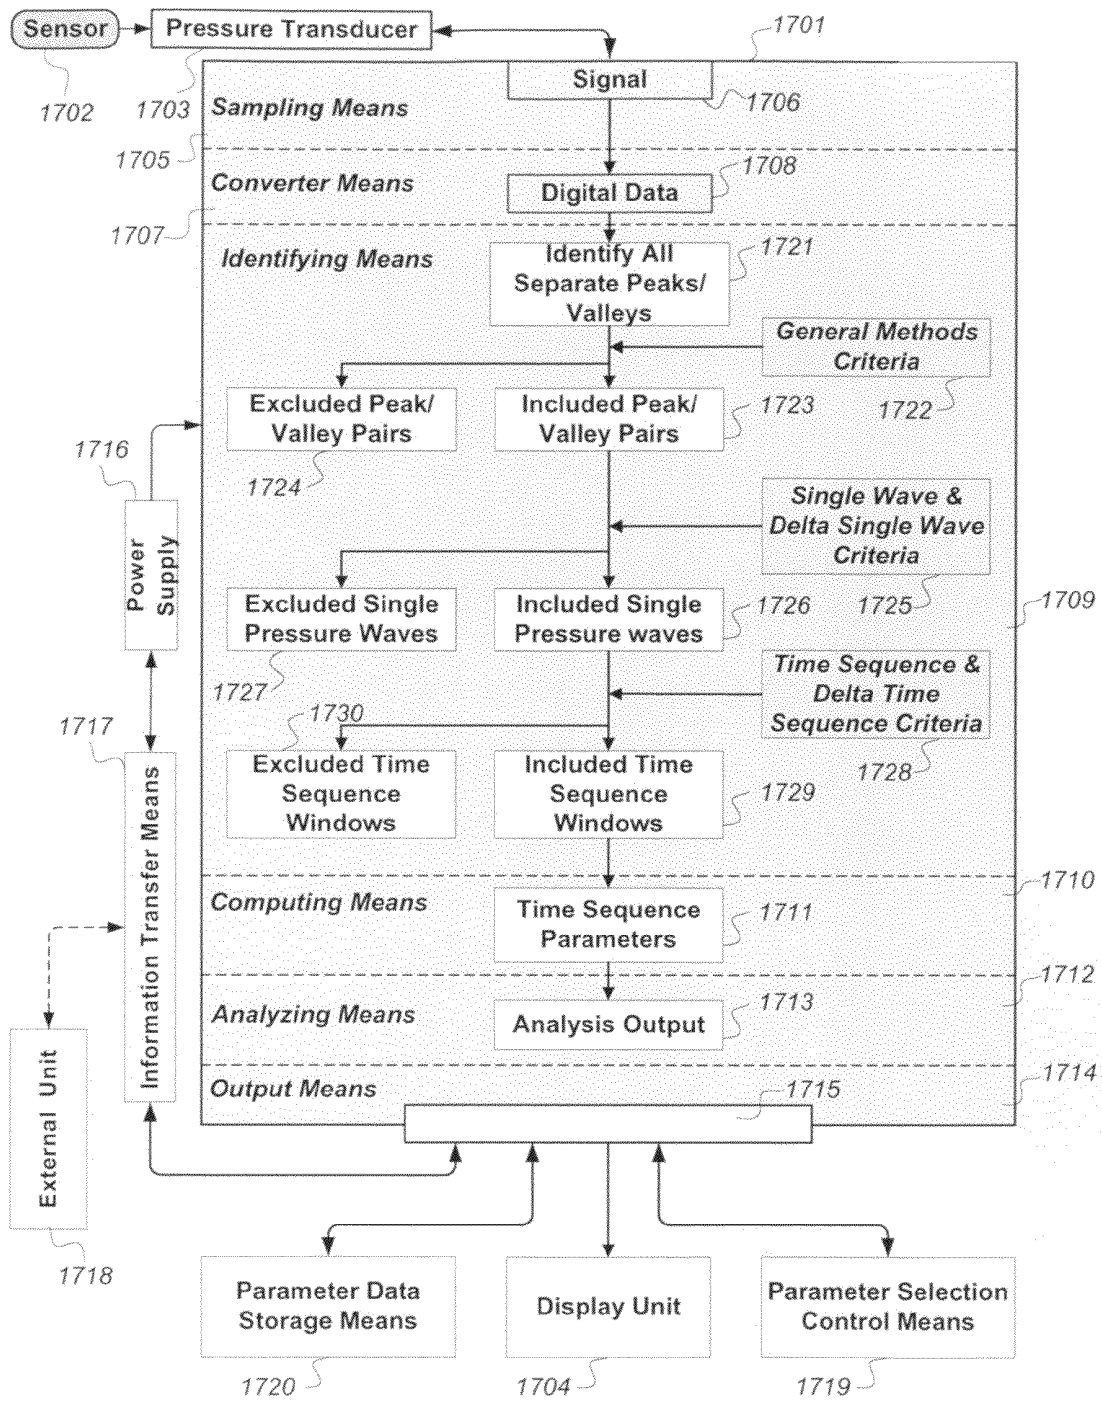 Sensor
Pressure Transducer
1701
1702
1703
Signal
1706
Sampling Means
1705
Converter Means
Digital Data
1708
1707
Identifying Means
Identify All
Separate Peaks/
Valleys
1721
General Methods
Criteria
1722
Excluded Peak/
Valley Pairs
1724
Included Peak/
Valley Pairs
1723
1716
Power
Supply
Single Wave &
Delta Single Wave
Criteria
1725
Excluded Single
Pressure Waves
1727
Included Single
Pressure waves
1726
1709
Time Sequence &
Delta Time
Sequence Criteria
1728
1730
Excluded Time
Sequence
Windows
Included Time
Sequence
Windows
1729
1717
Information Transfer Means
Computing Means
1710
Time Sequence
Parameters
1711
Analyzing Means
1712
Analysis Output
1713
Output Means
1714
1715
External Unit
1718
Parameter Data
Storage Means
1720
Display Unit
1704
Parameter Selection
Control Means
1719